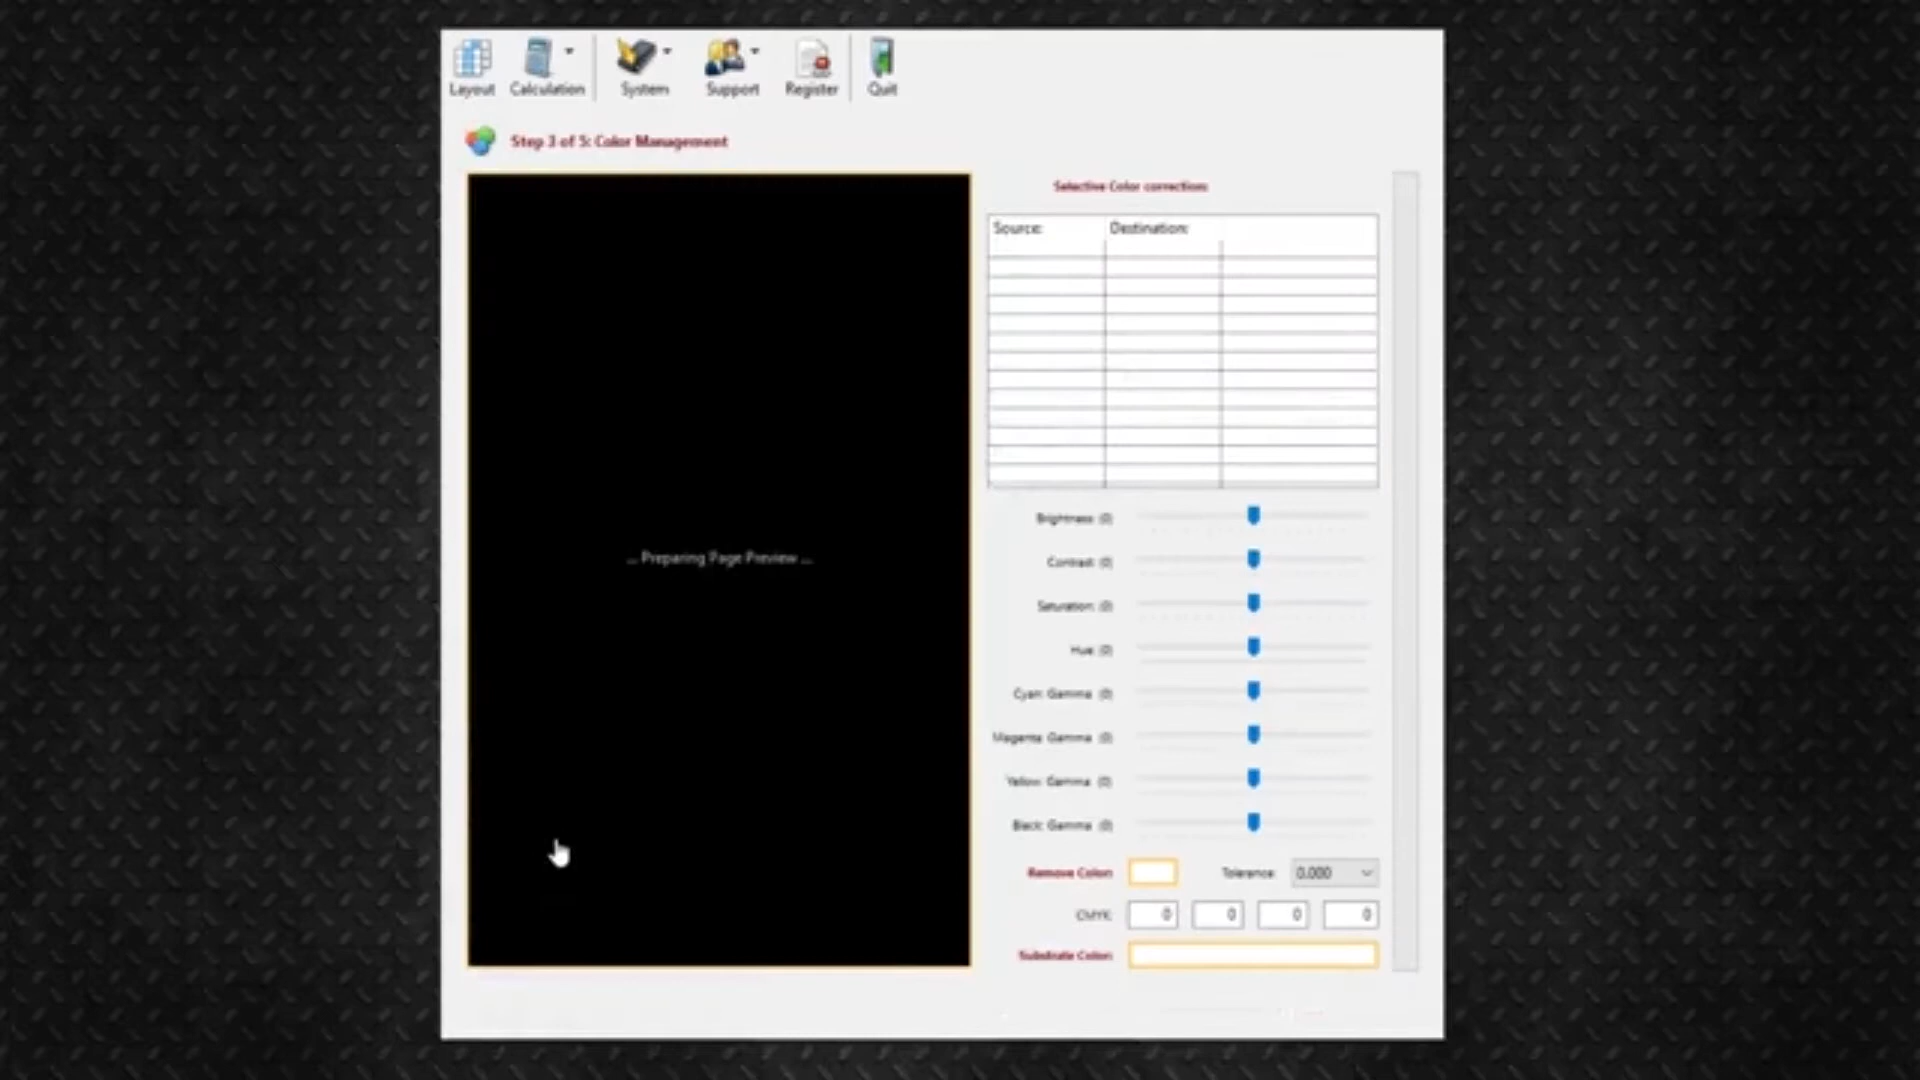 Layout Calculation System Support Register Quit
Step 3 of 5: Color Management
Selective Color corrections
Source: Destination:
Brightness: (0)
Contrast: (0)
Saturation: (0)
Hue: (0)
Cyan: Gamma (0)
Magenta: Gamma (0)
Yellow: Gamma (0)
Black: Gamma (0)
Remove Color: Tolerance: 0.000
CMYK: 0 0 0 0
Substrate Color:
... Preparing Page Preview ...